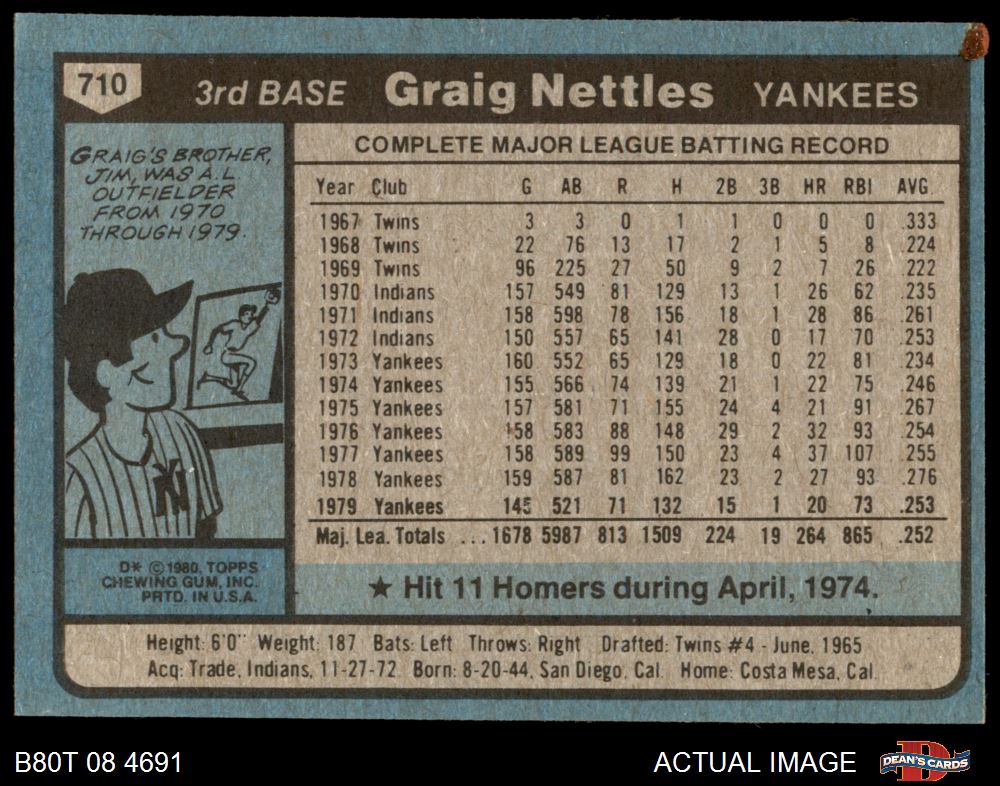 710
3rd BASE Graig Nettles YANKEES
GRAIG'S BROTHER,
JIM, WAS A.L.
OUTFIELDER
FROM 1970
THROUGH 1979.
NY
D* © 1980, TOPPS
CHEWING GUM, INC.
PRTD. IN U.S.A.
COMPLETE MAJOR LEAGUE BATTING RECORD
Year Club G AB R H 2B 3B HR RBI AVG.
1967 Twins 3 3 0 1 1 0 0 0 .333
1968 Twins 22 76 13 17 2 1 5 8 .224
1969 Twins 96 225 27 50 9 2 7 26 .222
1970 Indians 157 549 81 129 13 1 26 62 .235
1971 Indians 158 598 78 156 18 1 28 86 .261
1972 Indians 150 557 65 141 28 0 17 70 .253
1973 Yankees 160 552 65 129 18 0 22 81 .234
1974 Yankees 155 566 74 139 21 1 22 75 .246
1975 Yankees 157 581 71 155 24 4 21 91 .267
1976 Yankees 158 583 88 148 29 2 32 93 .254
1977 Yankees 158 589 99 150 23 4 37 107 .255
1978 Yankees 159 587 81 162 23 2 27 93 .276
1979 Yankees 145 521 71 132 15 1 20 73 .253
Maj. Lea. Totals ... 1678 5987 813 1509 224 19 264 865 .252
★ Hit 11 Homers during April, 1974.
Height: 6'0" Weight: 187 Bats: Left Throws: Right Drafted: Twins #4 - June, 1965
Acq: Trade, Indians, 11-27-72 Born: 8-20-44, San Diego, Cal. Home: Costa Mesa, Cal.
B80T 08 4691 ACTUAL IMAGE
DEAN'S CARDS